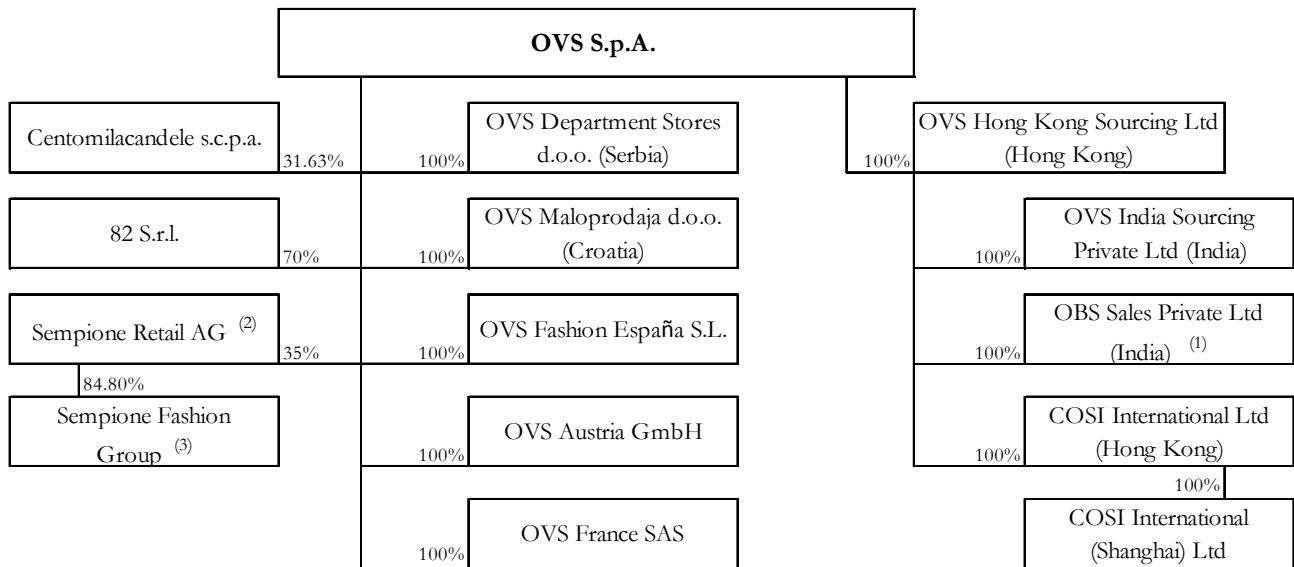 OVS S.p.A.
Centomilacandele s.c.p.a.
31.63%
100%
OVS Department Stores
d.o.o. (Serbia)
100%
OVS Hong Kong Sourcing Ltd
(Hong Kong)
82 S.r.l.
70%
100%
OVS Maloprodaja d.o.o.
(Croatia)
100%
OVS India Sourcing
Private Ltd (India)
Sempione Retail AG (2)
35%
100%
OVS Fashion España S.L.
100%
OBS Sales Private Ltd
(India) (1)
84.80%
Sempione Fashion
Group (3)
100%
OVS Austria GmbH
100%
COSI International Ltd
(Hong Kong)
100%
OVS France SAS
100%
COSI International
(Shanghai) Ltd